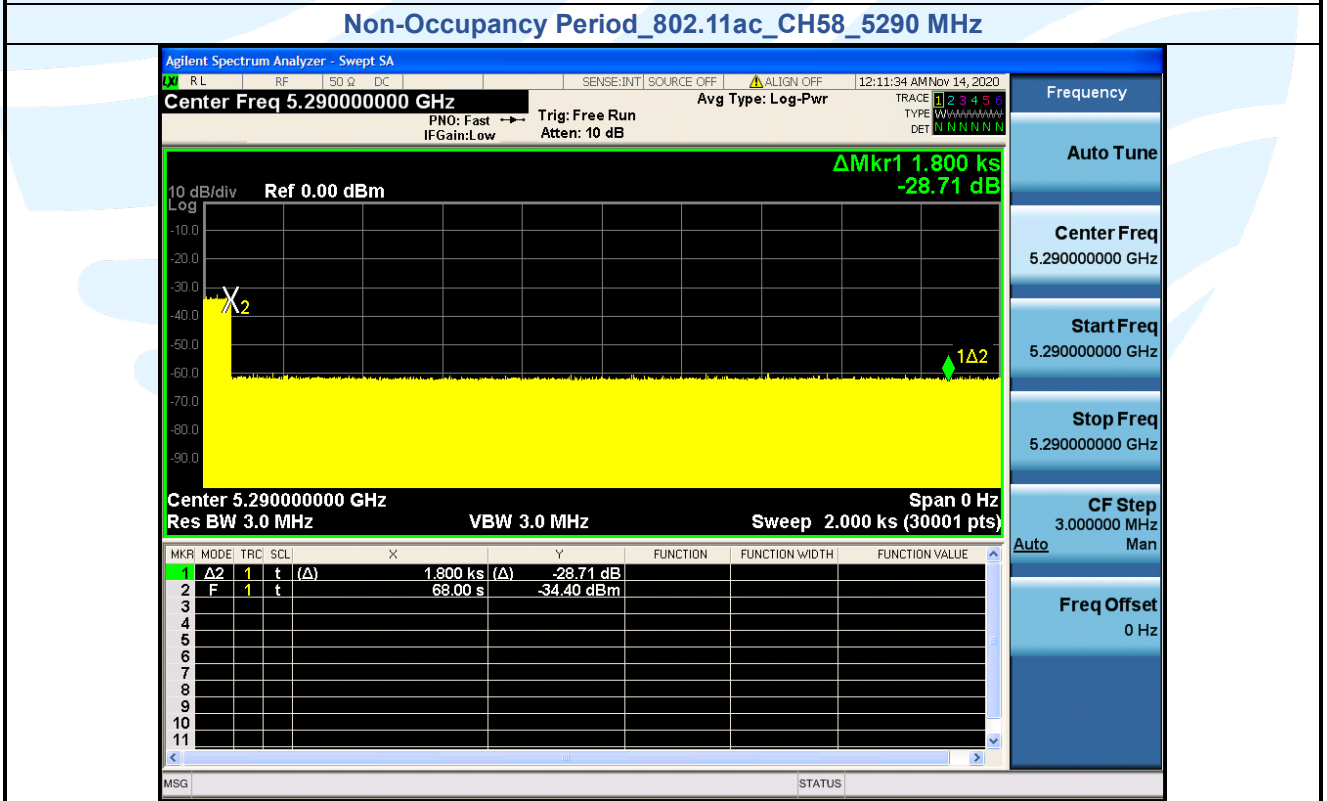 Non-Occupancy Period_802.11ac_CH58_5290 MHz
Agilent Spectrum Analyzer - Swept SA
LXI RL RF 50 Ω DC SENSE:INT SOURCE OFF ALIGN OFF 12:11:34 AM Nov 14, 2020
Center Freq 5.290000000 GHz
PNO: Fast
IFGain:Low
Trig: Free Run
Atten: 10 dB
Avg Type: Log-Pwr
TRACE 1 2 3 4 5 6
TYPE WWWWWW
DET N N N N N N
ΔMkr1 1.800 ks
-28.71 dB
10 dB/div Ref 0.00 dBm
Log
-10.0
-20.0
-30.0
-40.0
-50.0
-60.0
-70.0
-80.0
-90.0
2
1Δ2
Center 5.290000000 GHz Span 0 Hz
Res BW 3.0 MHz VBW 3.0 MHz Sweep 2.000 ks (30001 pts)
MKR MODE TRC SCL X Y FUNCTION FUNCTION WIDTH FUNCTION VALUE
1 Δ2 1 t (Δ) 1.800 ks (Δ) -28.71 dB
2 F 1 t 68.00 s -34.40 dBm
3
4
5
6
7
8
9
10
11
MSG STATUS
Frequency
Auto Tune
Center Freq
5.290000000 GHz
Start Freq
5.290000000 GHz
Stop Freq
5.290000000 GHz
CF Step
3.000000 MHz
Auto Man
Freq Offset
0 Hz